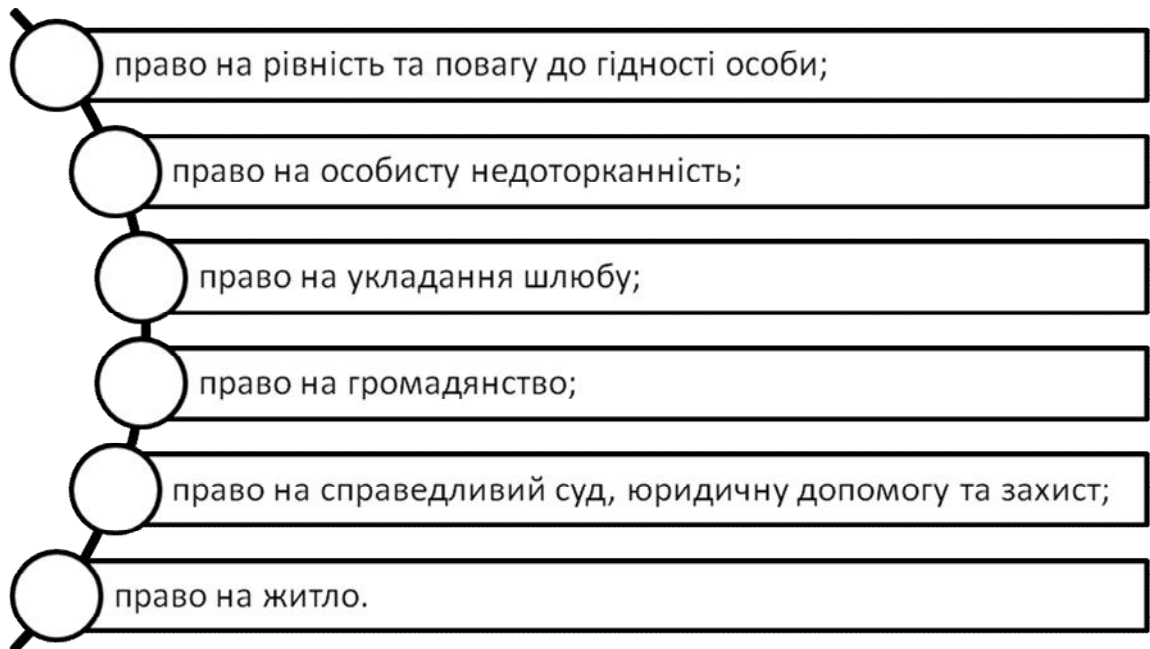 право на рівність та повагу до гідності особи;
право на особисту недоторканність;
право на укладання шлюбу;
право на громадянство;
право на справедливий суд, юридичну допомогу та захист;
право на житло.